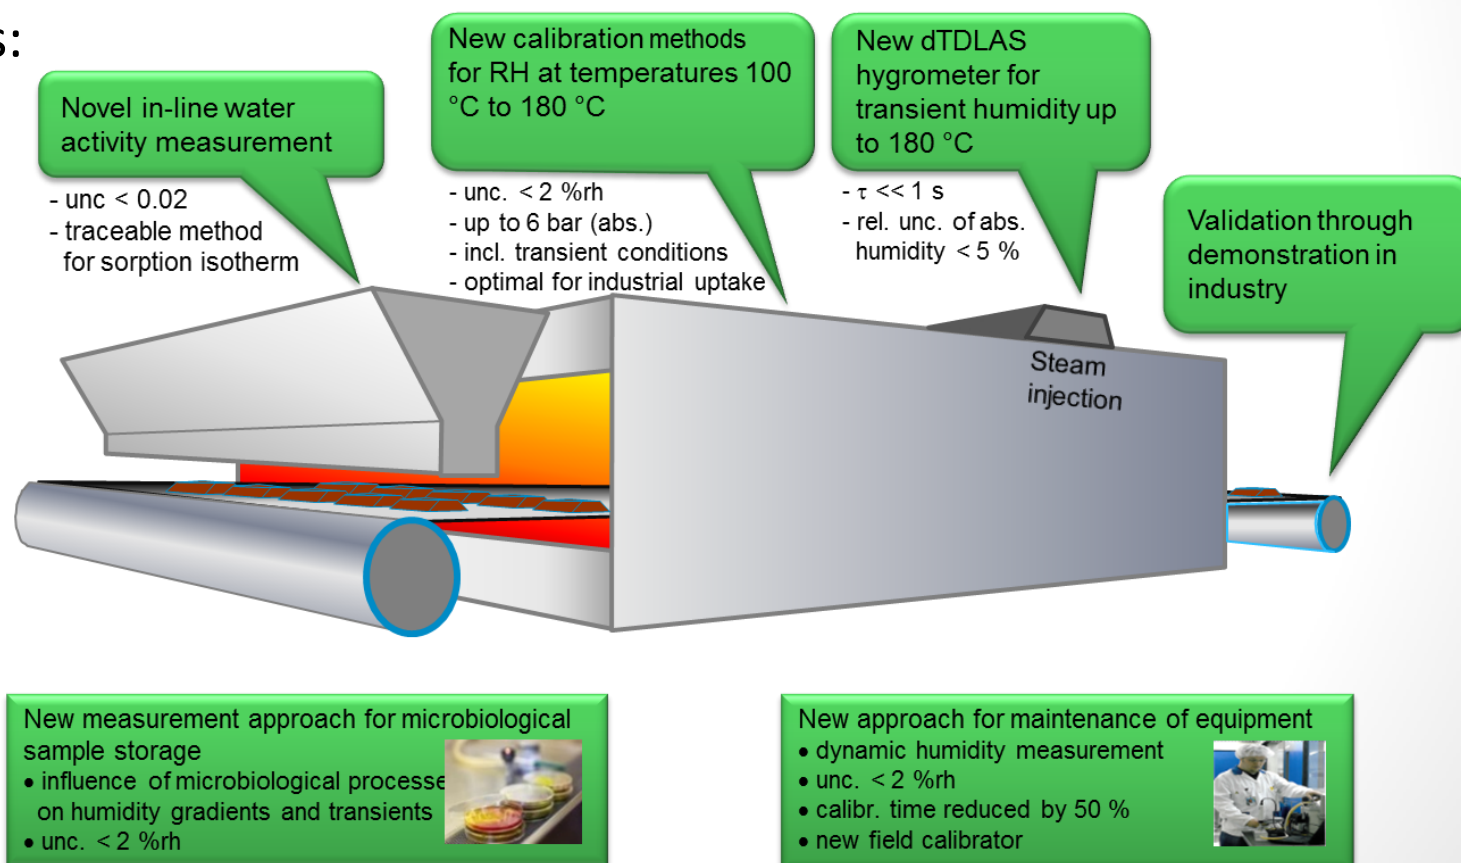 s:
Novel in-line water
activity measurement
- unc < 0.02
- traceable method
for sorption isotherm
New calibration methods
for RH at temperatures 100
°C to 180 °C
- unc. < 2 %rh
- up to 6 bar (abs.)
- incl. transient conditions
- optimal for industrial uptake
New dTDLAS
hygrometer for
transient humidity up
to 180 °C
- τ << 1 s
- rel. unc. of abs.
humidity < 5 %
Validation through
demonstration in
industry
Steam
injection
New measurement approach for microbiological
sample storage
• influence of microbiological processe
on humidity gradients and transients
• unc. < 2 %rh
New approach for maintenance of equipment
• dynamic humidity measurement
• unc. < 2 %rh
• calibr. time reduced by 50 %
• new field calibrator